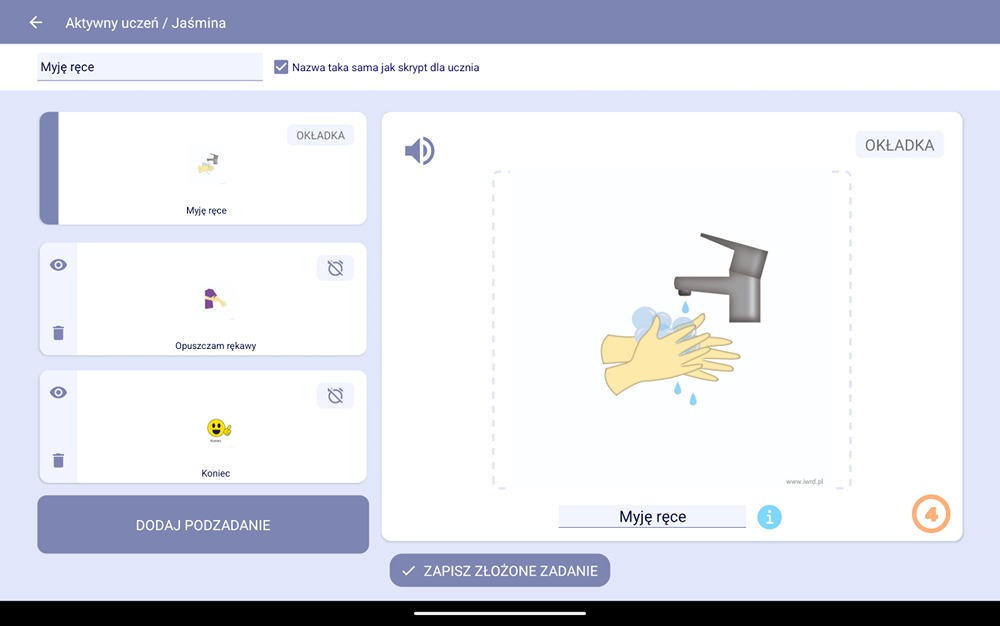 Aktywny uczeń / Jaśmina
Myję ręce
Nazwa taka sama jak skrypt dla ucznia
OKŁADKA
Myję ręce
Opuszczam rękawy
Koniec
Koniec
DODAJ PODZADANIE
OKŁADKA
www.iwrd.pl
Myję ręce
i
4
ZAPISZ ZŁOŻONE ZADANIE